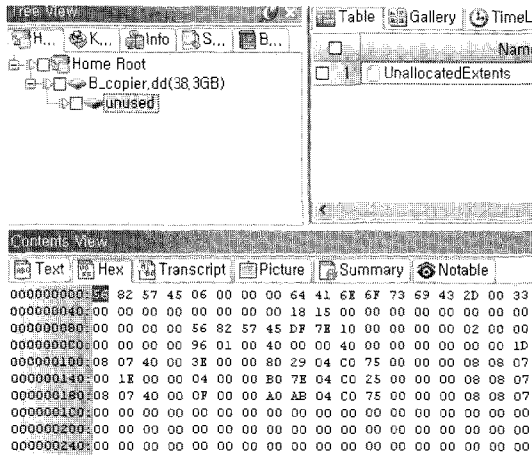 Tree View
H... K... Info S... B...
Home Root
B_copier.dd(38,3GB)
unused
Table Gallery TimeL
Name
1 UnallocatedExtents
Contents View
Text Hex Transcript Picture Summary Notable
000000000:56 82 57 45 06 00 00 00 64 41 6E 6F 73 69 43 2D 00 33
000000040:00 00 00 00 00 00 00 00 18 15 00 00 00 00 00 00 00 00
000000080:00 00 00 00 56 82 57 45 DF 7E 10 00 00 00 00 02 00 00
0000000C0:00 00 00 00 96 01 00 40 00 00 40 00 00 00 00 00 00 1D
000000100:08 07 40 00 3E 00 00 80 29 04 C0 75 00 00 00 08 08 07
000000140:00 1E 00 00 04 00 00 B0 7E 04 C0 25 00 00 00 08 08 07
000000180:08 07 40 00 0F 00 00 A0 AB 04 C0 75 00 00 00 08 08 07
0000001C0:00 00 00 00 00 00 00 00 00 00 00 00 00 00 00 00 00 00
000000200:00 00 00 00 00 00 00 00 00 00 00 00 00 00 00 00 00 00
000000240:00 00 00 00 00 00 00 00 00 00 00 00 00 00 00 00 00 00